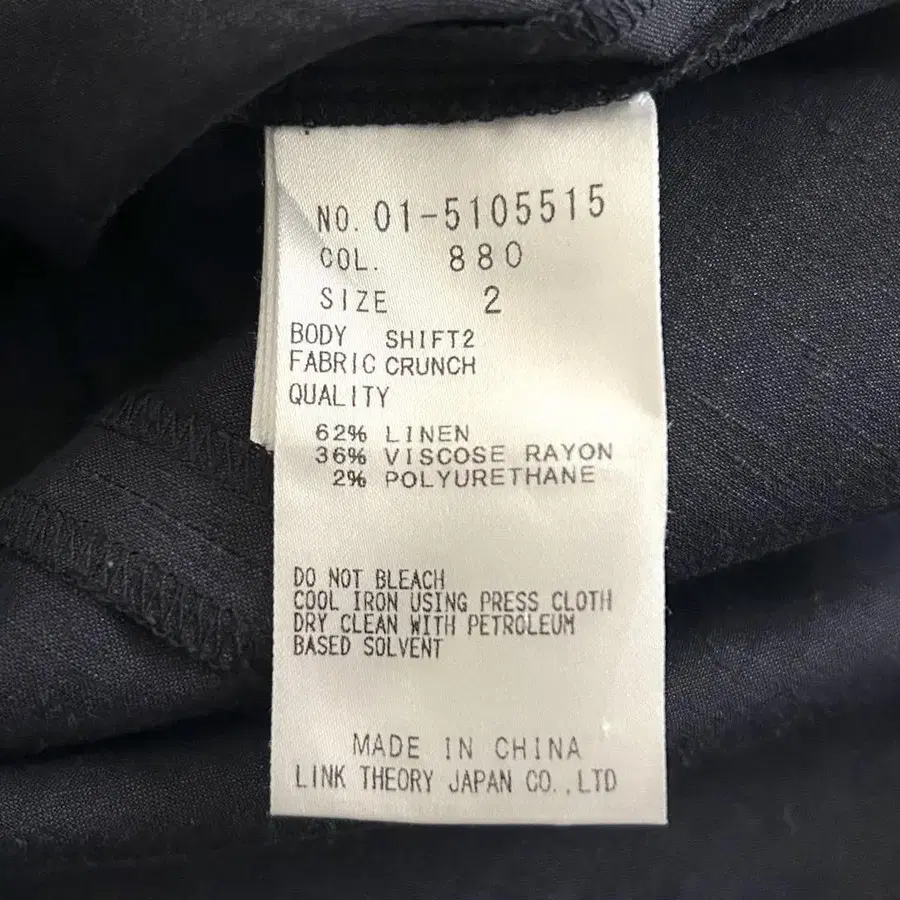 NO. 01-5105515
COL. 880
SIZE 2
BODY SHIFT2
FABRIC CRUNCH
QUALITY
62% LINEN
36% VISCOSE RAYON
2% POLYURETHANE
DO NOT BLEACH
COOL IRON USING PRESS CLOTH
DRY CLEAN WITH PETROLEUM
BASED SOLVENT
MADE IN CHINA
LINK THEORY JAPAN CO.,LTD